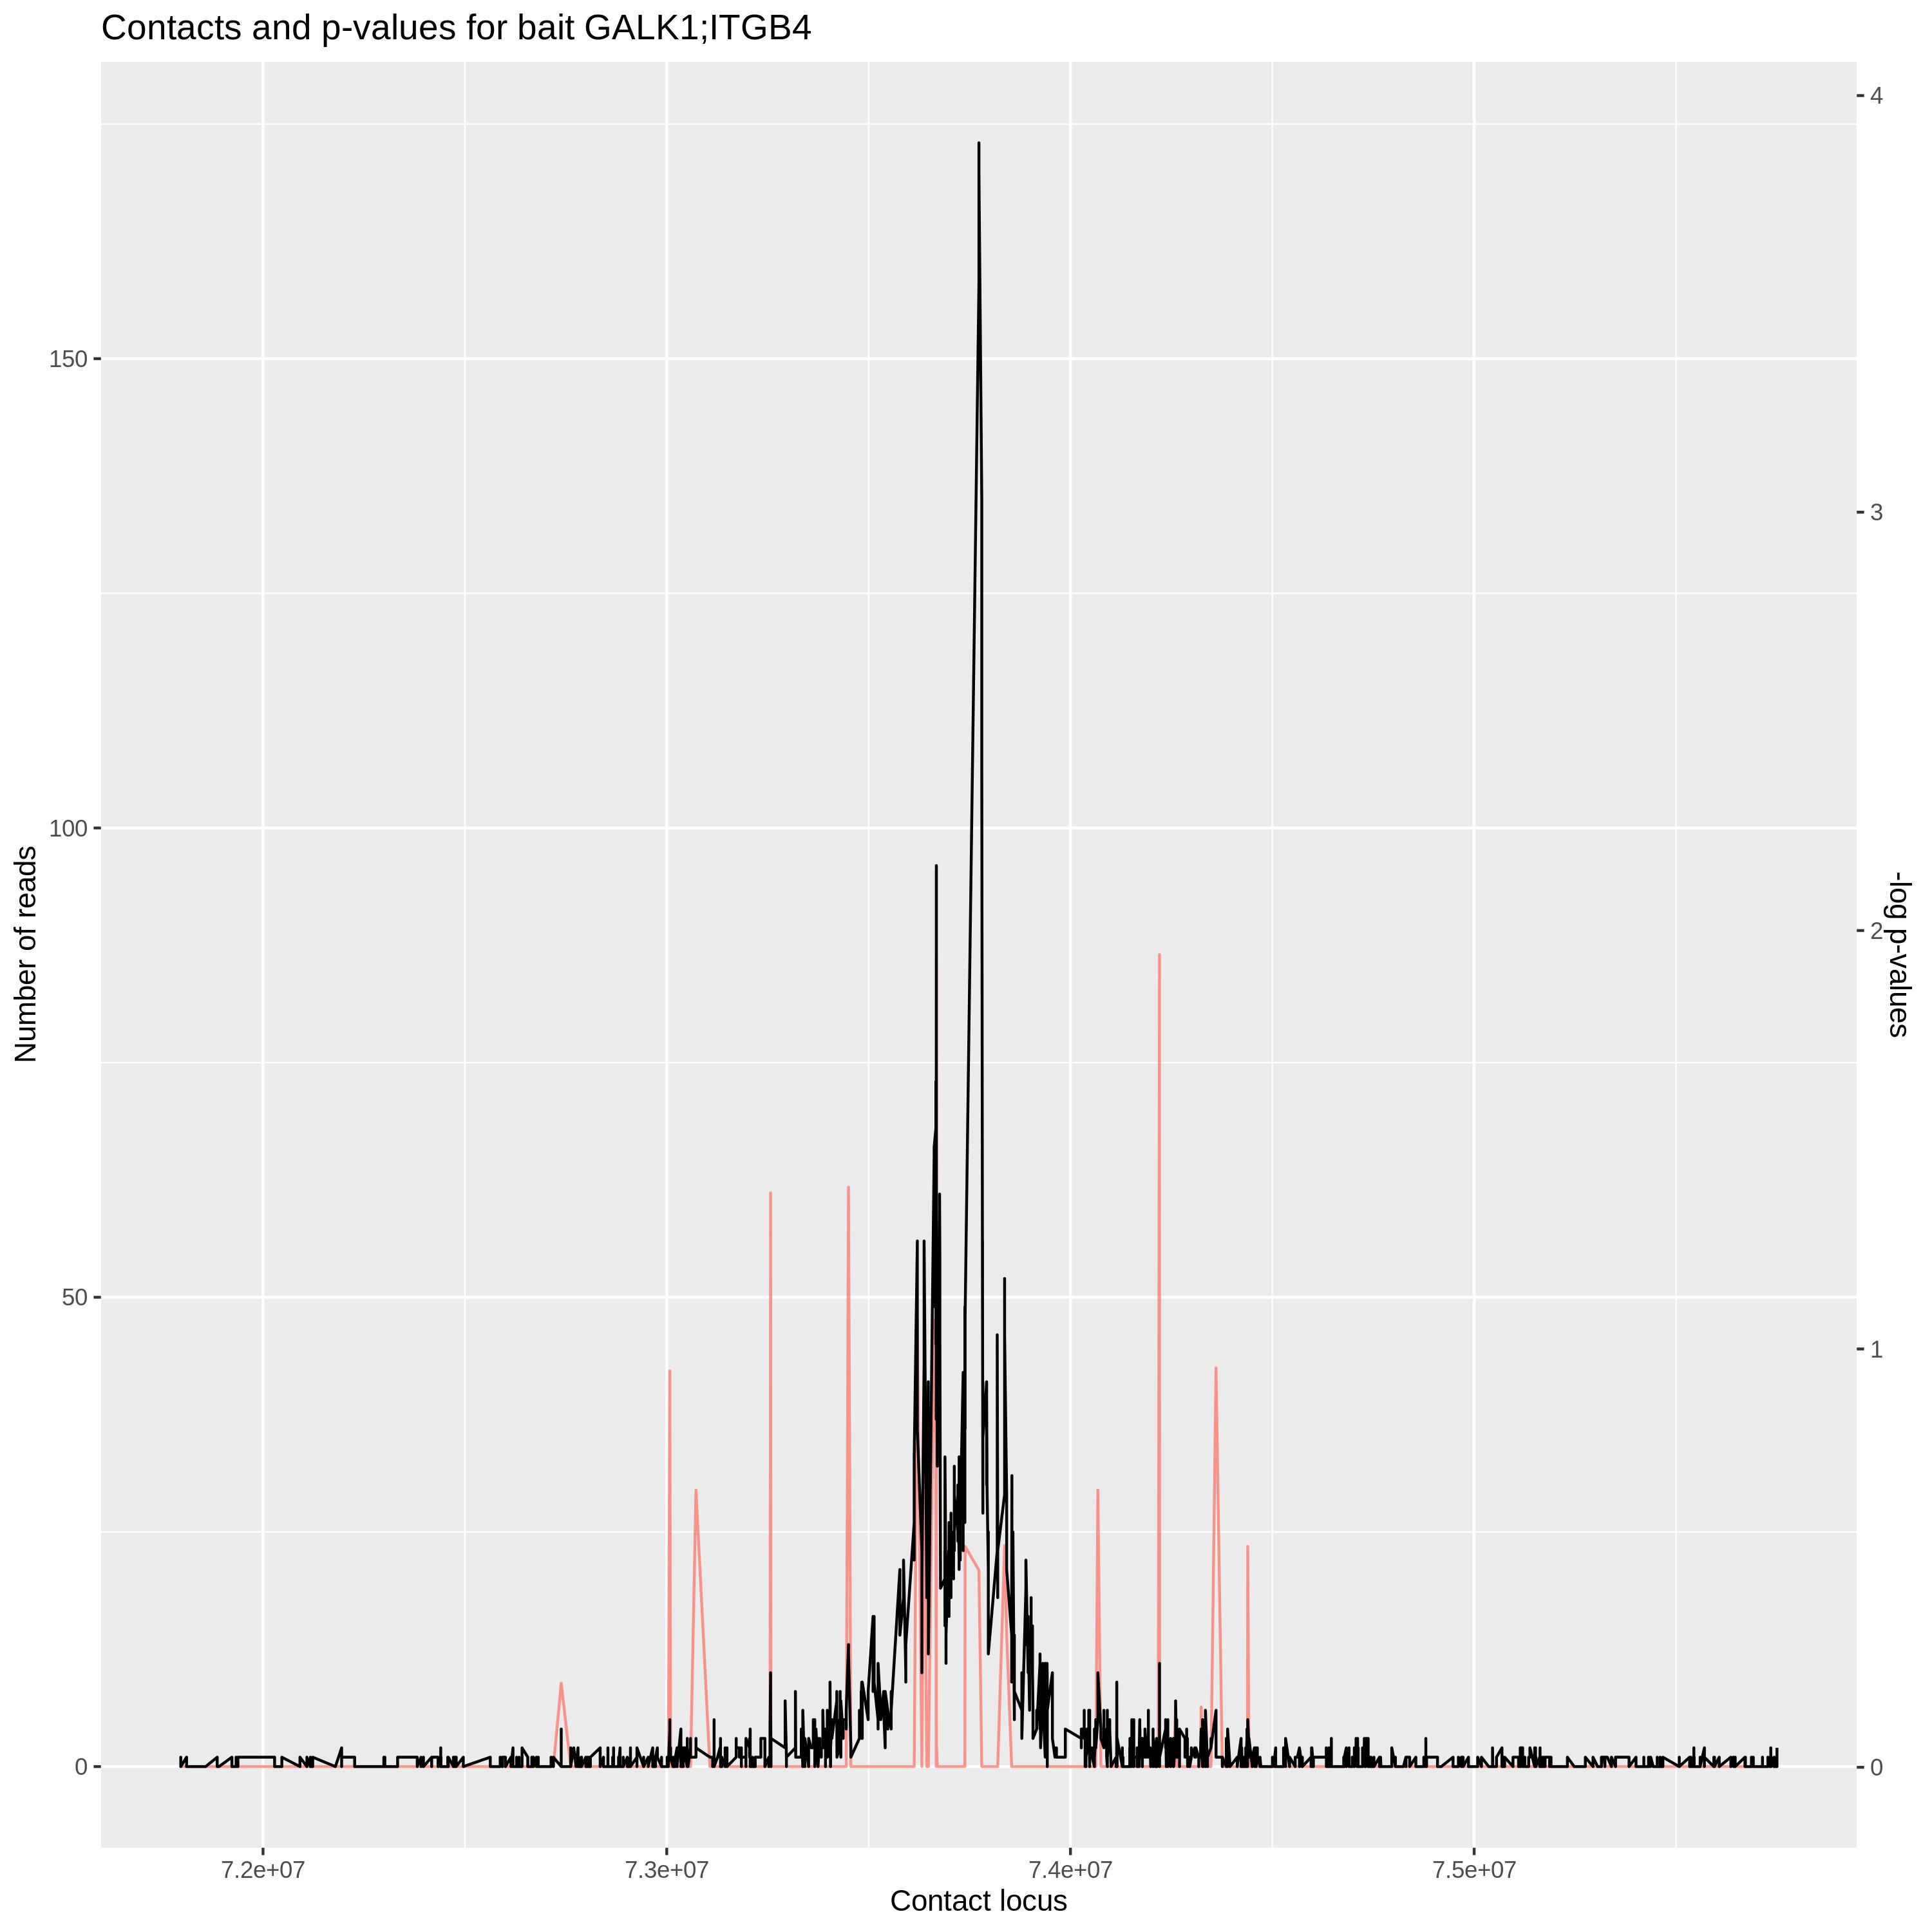 Contacts and p-values for bait GALK1;ITGB4
Number of reads
150
100
50
0
4
3
2
1
0
-log p-values
7.2e+07
7.3e+07
7.4e+07
7.5e+07
Contact locus